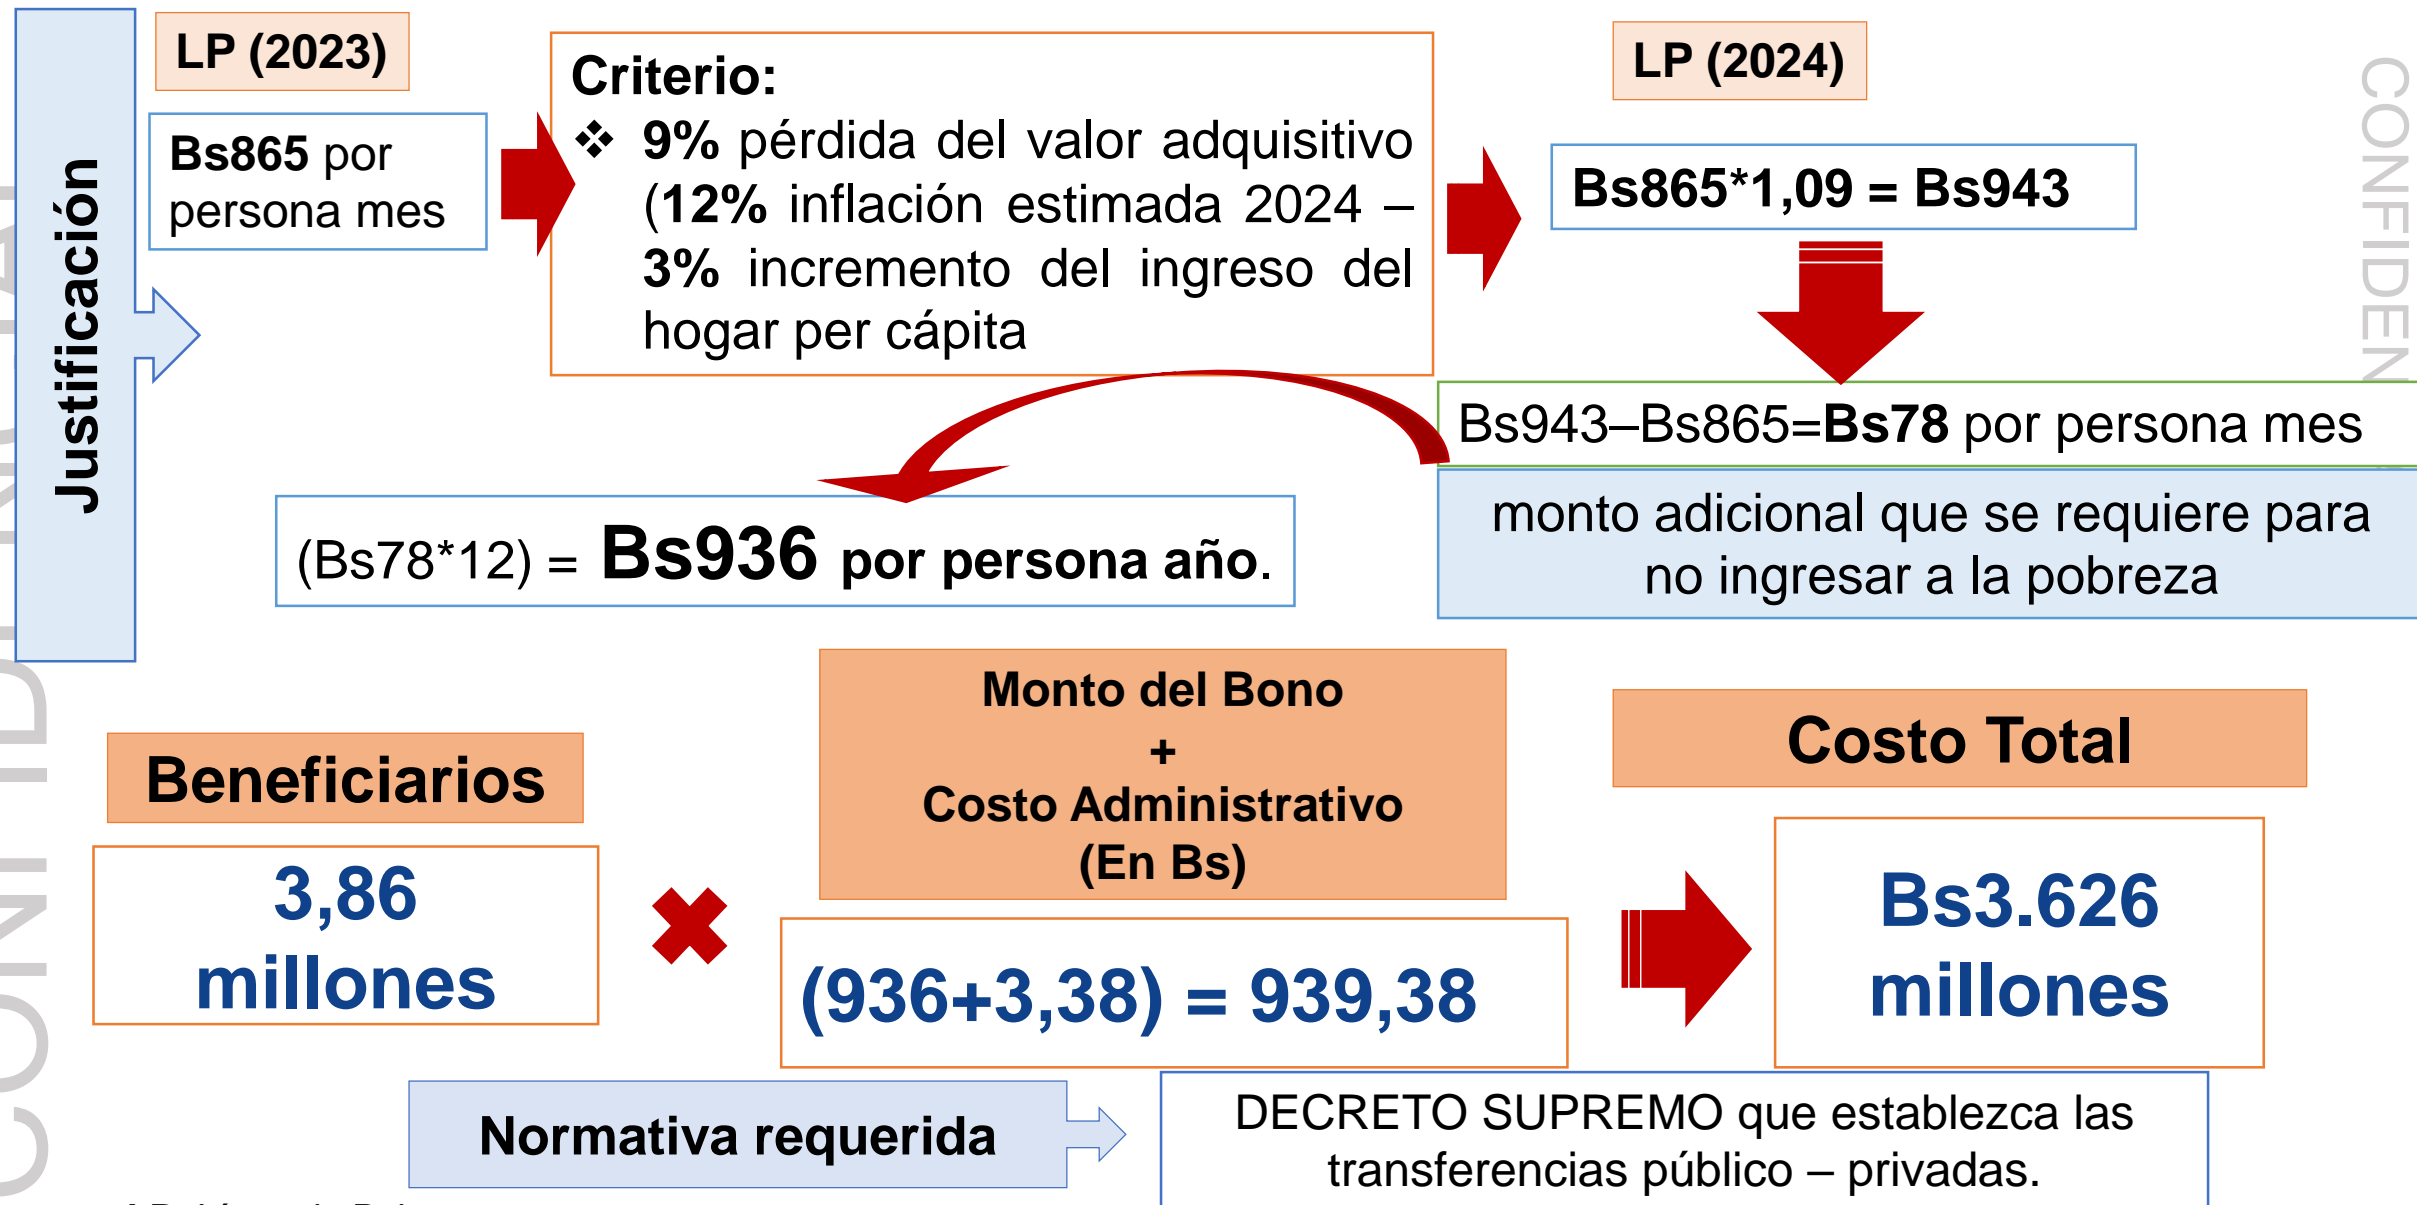 Justificación
LP (2023)
Bs865 por
persona mes
Criterio:
❖ 9% pérdida del valor adquisitivo
(12% inflación estimada 2024 –
3% incremento del ingreso del
hogar per cápita
LP (2024)
Bs865*1,09 = Bs943
Bs943–Bs865=Bs78 por persona mes
monto adicional que se requiere para
no ingresar a la pobreza
(Bs78*12) = Bs936 por persona año.
Beneficiarios
3,86
millones
Monto del Bono
+
Costo Administrativo
(En Bs)
(936+3,38) = 939,38
Costo Total
Bs3.626
millones
Normativa requerida
DECRETO SUPREMO que establezca las
transferencias público – privadas.
CONFIDEN